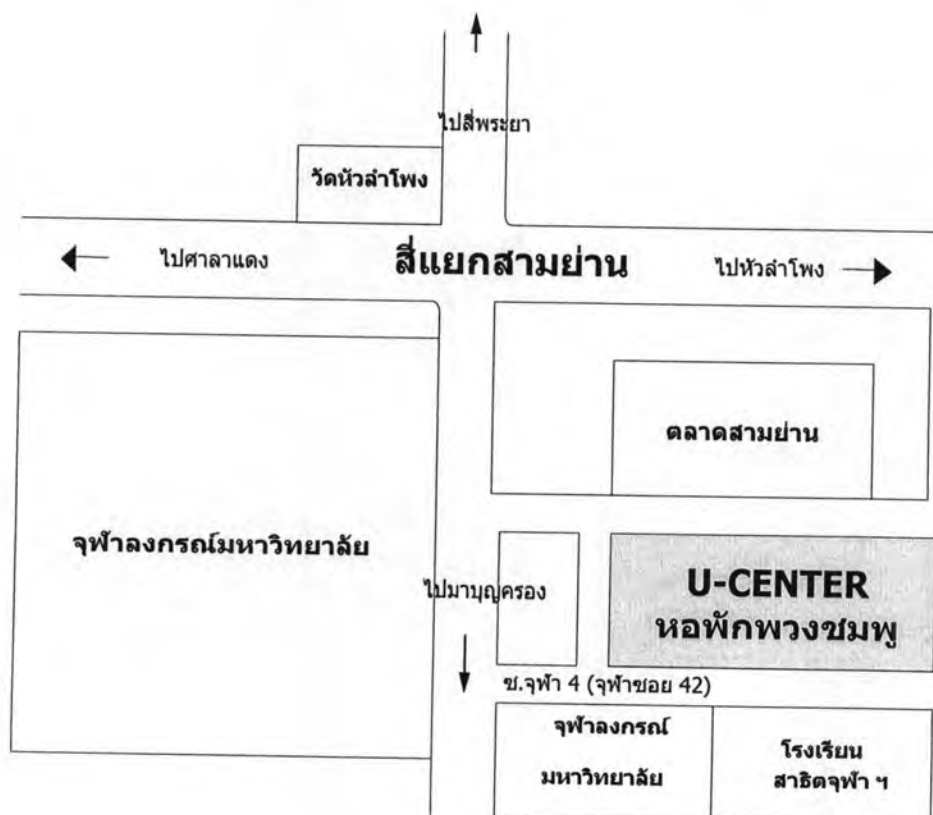 ไปสี่พระยา
วัดหัวลำโพง
ไปศาลาแดง
สี่แยกสามย่าน
ไปหัวลำโพง
ตลาดสามย่าน
จุฬาลงกรณ์มหาวิทยาลัย
ไปมาบุญครอง
U-CENTER
หอพักพวงชมพู
ซ.จุฬา 4 (จุฬาซอย 42)
จุฬาลงกรณ์
มหาวิทยาลัย
โรงเรียน
สาธิตจุฬา ฯ